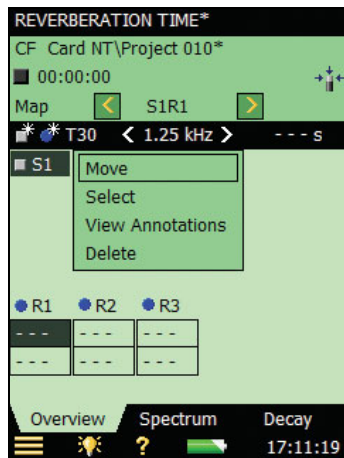 REVERBERATION TIME*
CF Card NT\Project 010*
00:00:00
Map < S1R1 >
T30 < 1.25 kHz > - - - s
S1
Move
Select
View Annotations
Delete
R1 R2 R3
- - - - - - - - -
- - - - - - - - -
Overview Spectrum Decay
? 17:11:19